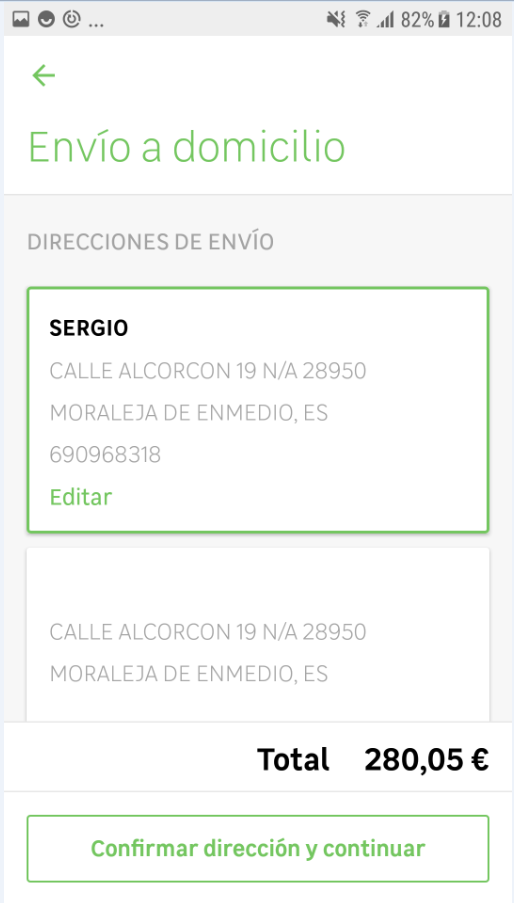 ... 82% 12:08
Envío a domicilio
DIRECCIONES DE ENVÍO
SERGIO
CALLE ALCORCON 19 N/A 28950
MORALEJA DE ENMEDIO, ES
690968318
Editar
CALLE ALCORCON 19 N/A 28950
MORALEJA DE ENMEDIO, ES
Total 280,05 €
Confirmar dirección y continuar